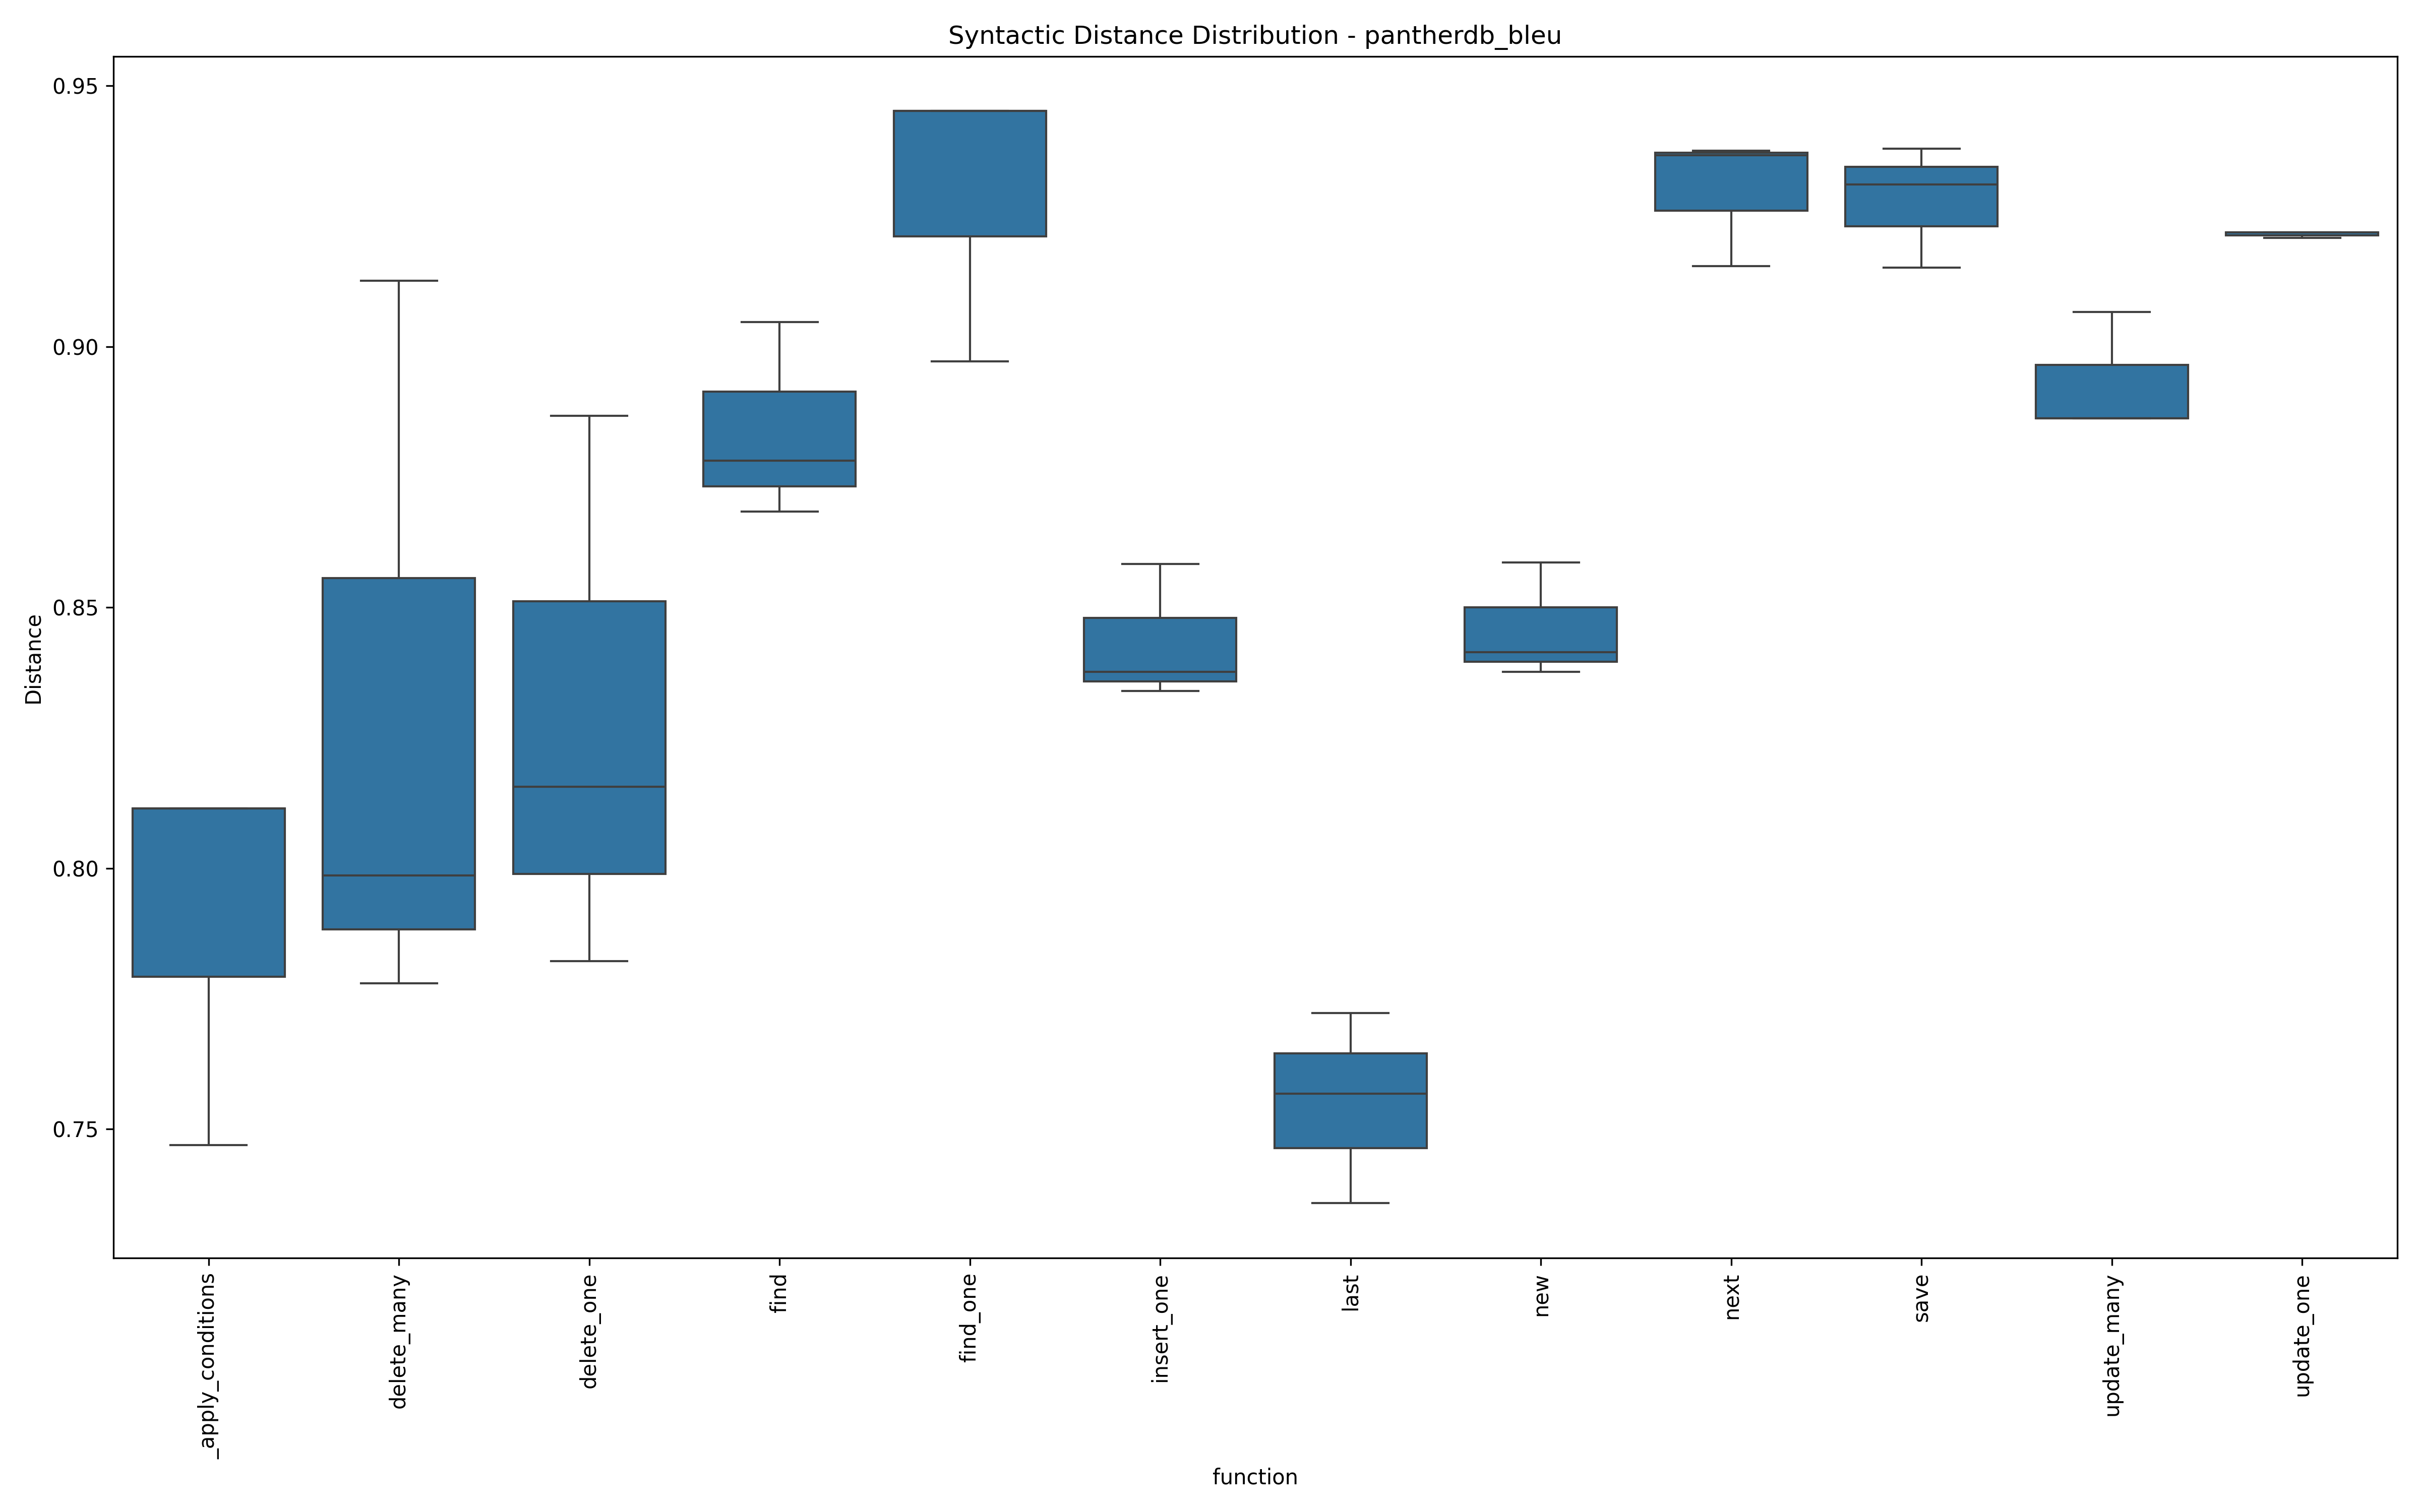 Syntactic Distance Distribution - pantherdb_bleu
0.95
0.90
0.85
0.80
0.75
Distance
_apply_conditions
delete_many
delete_one
find
find_one
insert_one
last
new
next
save
update_many
update_one
function